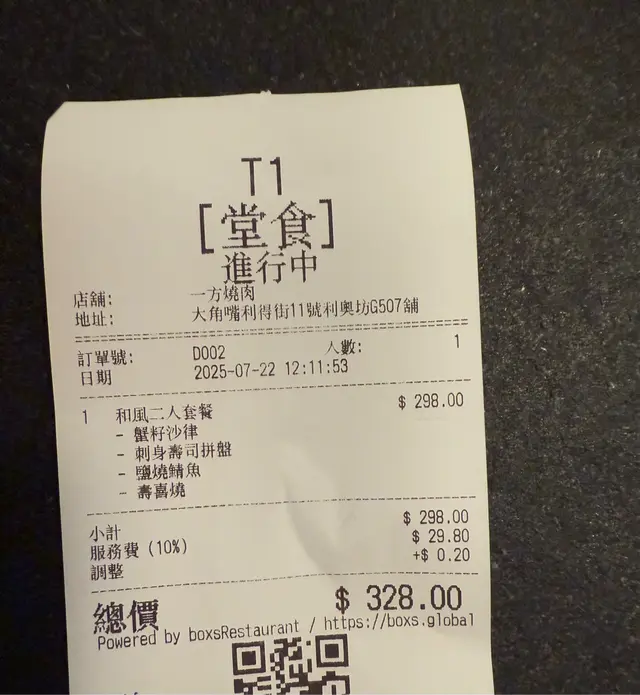 T1
[堂食]
進行中
店舖: 一方燒肉
地址: 大角嘴利得街11號利奧坊G507舖
訂單號: D002 人數: 1
日期 2025-07-22 12:11:53
1 和風二人套餐 $ 298.00
- 蟹籽沙律
- 刺身壽司拼盤
- 鹽燒鯖魚
- 壽喜燒
小計 $ 298.00
服務費 (10%) $ 29.80
調整 +$ 0.20
總價 $ 328.00
Powered by boxsRestaurant / https://boxs.global